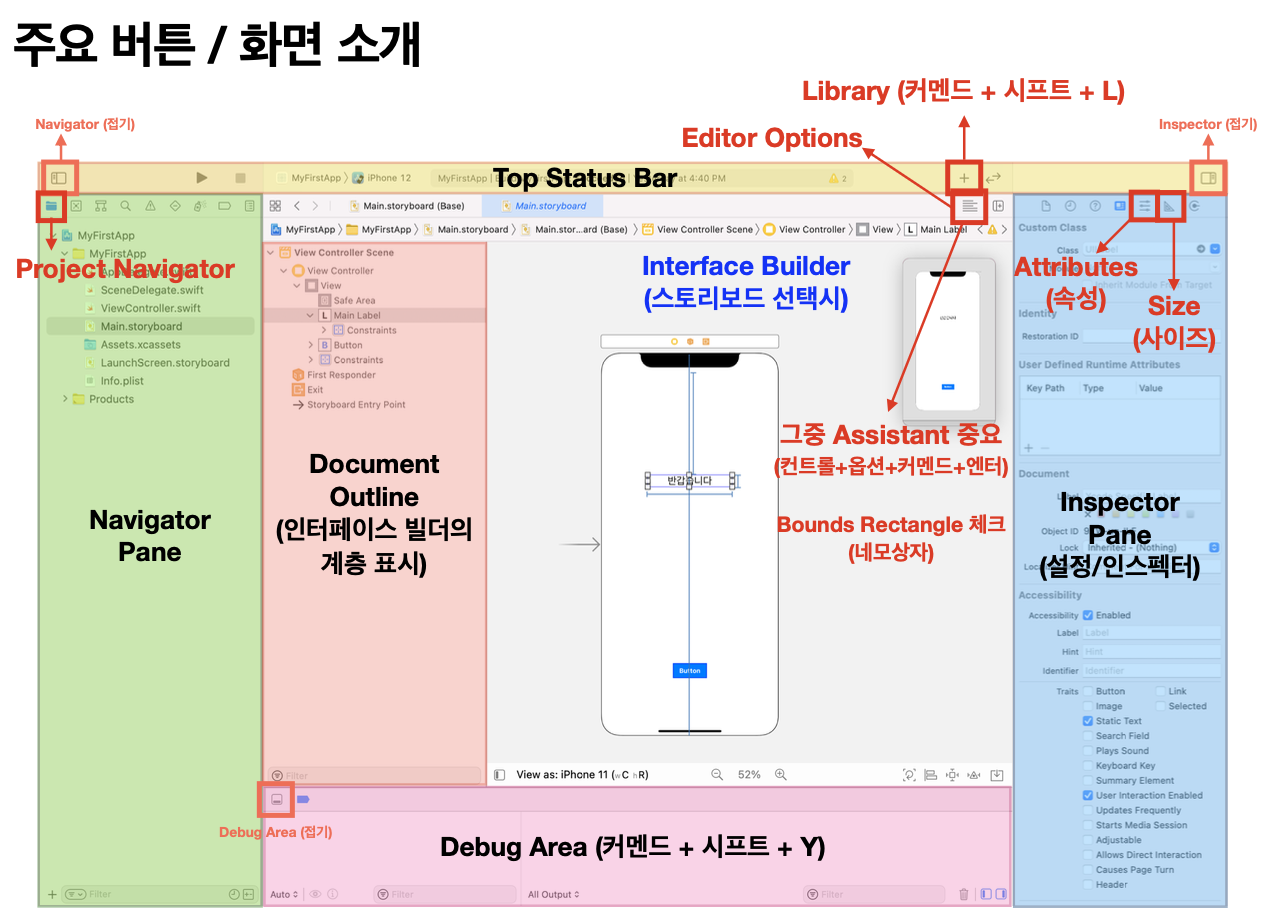 주요 버튼 / 화면 소개
Library (커멘드 + 시프트 + L)
Navigator (접기)
Editor Options
Inspector (접기)
MyFirstApp
iPhone 12
MyFirstApp
Top Status Bar
at 4:40 PM
2
Main.storyboard (Base)
Main.storyboard
MyFirstApp
MyFirstApp
Main.storyboard
Main.stor...ard (Base)
View Controller Scene
View Controller
View
L Main Label
Project Navigator
MyFirstApp
MyFirstApp
SceneDelegate.swift
ViewController.swift
Main.storyboard
Assets.xcassets
LaunchScreen.storyboard
Info.plist
Products
Navigator
Pane
Filter
View Controller Scene
View Controller
View
Safe Area
L Main Label
Constraints
B Button
Constraints
First Responder
Exit
Storyboard Entry Point
Document
Outline
(인터페이스 빌더의
계층 표시)
Filter
Interface Builder
(스토리보드 선택시)
반갑습니다
Button
그중 Assistant 중요
(컨트롤+옵션+커멘드+엔터)
Bounds Rectangle 체크
(네모상자)
View as: iPhone 11 (wC hR)
52%
Custom Class
Class
Attributes
(속성)
Inherit Module From Target
Size
(사이즈)
Identity
Restoration ID
User Defined Runtime Attributes
Key Path
Type
Value
Document
Inspector
Pane
(설정/인스펙터)
Object ID
Lock
Inherited - (Nothing)
Accessibility
Accessibility
Enabled
Label
Label
Hint
Hint
Identifier
Identifier
Traits
Button
Link
Image
Selected
Static Text
Search Field
Plays Sound
Keyboard Key
Summary Element
User Interaction Enabled
Updates Frequently
Starts Media Session
Adjustable
Allows Direct Interaction
Causes Page Turn
Header
Debug Area (접기)
Debug Area (커멘드 + 시프트 + Y)
Auto
Filter
All Output
Filter